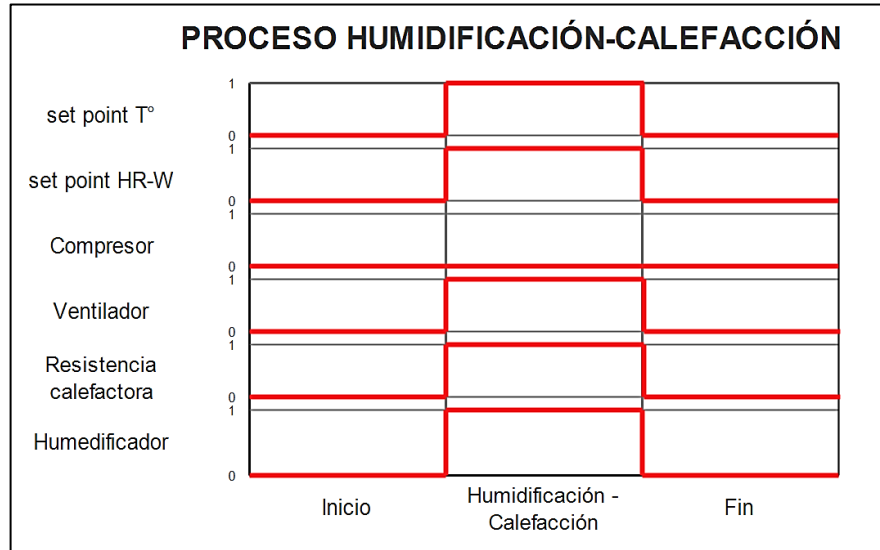 PROCESO HUMIDIFICACIÓN-CALEFACCIÓN
1
set point T°
0
1
set point HR-W
0
1
Compresor
0
1
Ventilador
0
1
Resistencia
calefactora
0
1
Humedificador
0
Inicio
Humidificación -
Calefacción
Fin